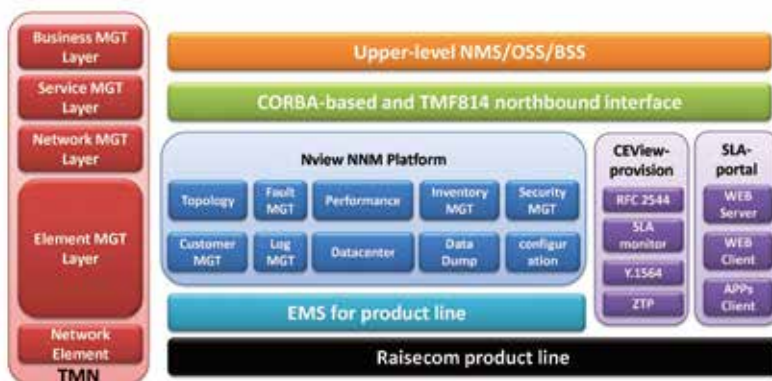 Business MGT
Layer
Service MGT
Layer
Network MGT
Layer
Element MGT
Layer
Network
Element
TMN
Upper-level NMS/OSS/BSS
CORBA-based and TMF814 northbound interface
Nview NNM Platform
Topology
Fault
MGT
Performance
Inventory
MGT
Security
MGT
Customer
MGT
Log
MGT
Datacenter
Data
Dump
configur
ation
EMS for product line
Raisecom product line
CEView-
provision
RFC 2544
SLA
monitor
Y.1564
ZTP
SLA-
portal
WEB
Server
WEB
Client
APPs
Client